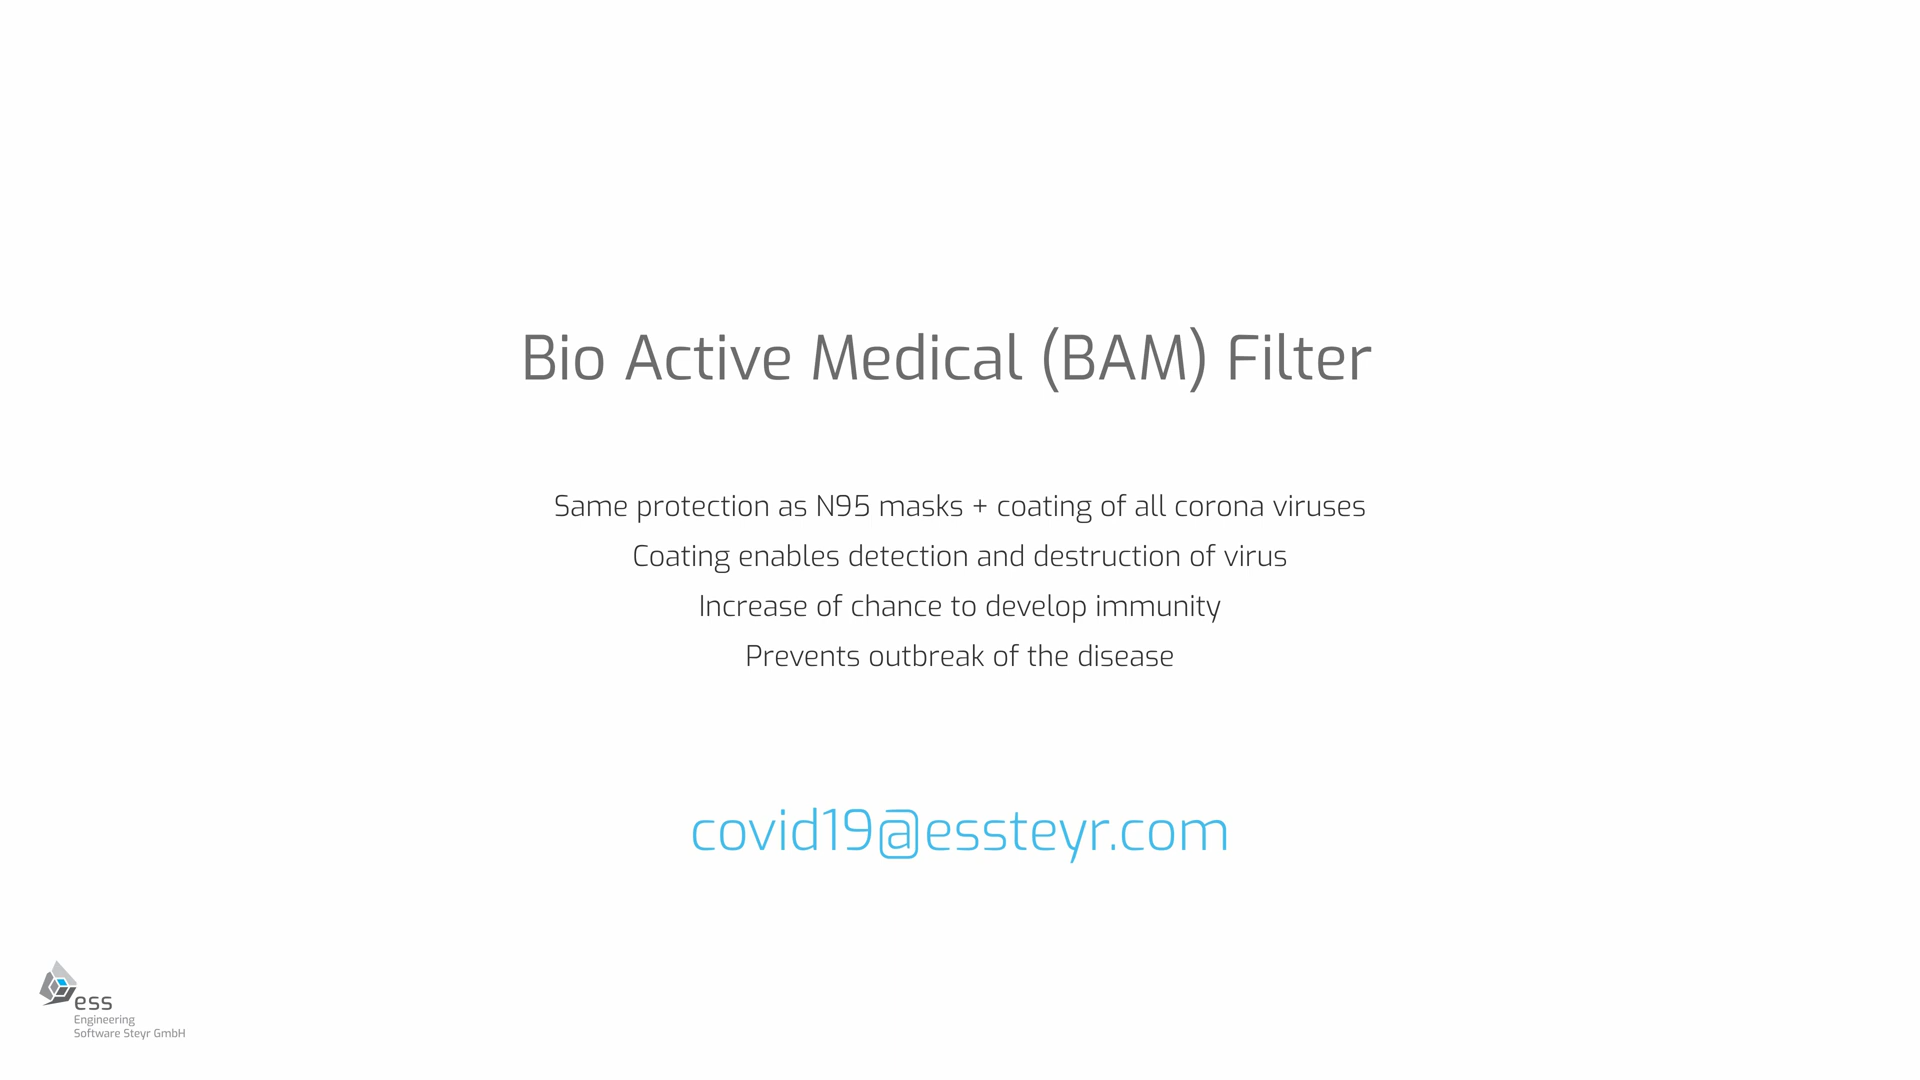 Bio Active Medical (BAM) Filter
Same protection as N95 masks + coating of all corona viruses
Coating enables detection and destruction of virus
Increase of chance to develop immunity
Prevents outbreak of the disease
covid19@essteyr.com
ess
Engineering
Software Steyr GmbH